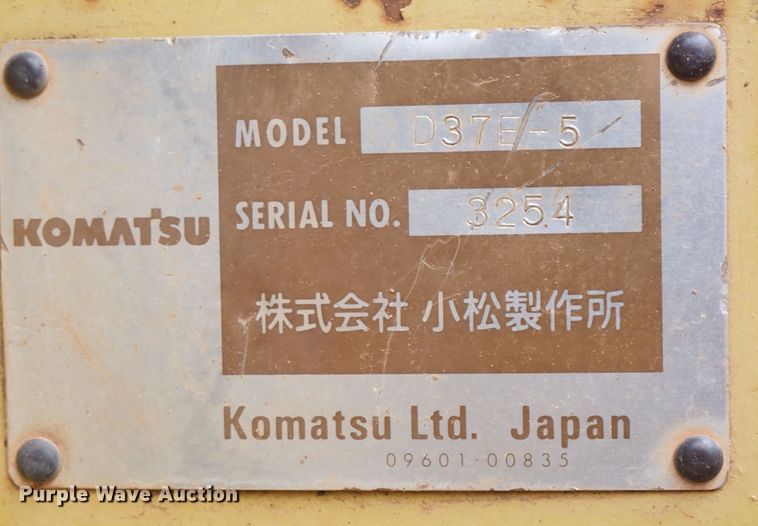 MODEL D37E-5
SERIAL NO. 3254
KOMATSU
株式会社 小松製作所
Komatsu Ltd. Japan
09601-00835
Purple Wave Auction